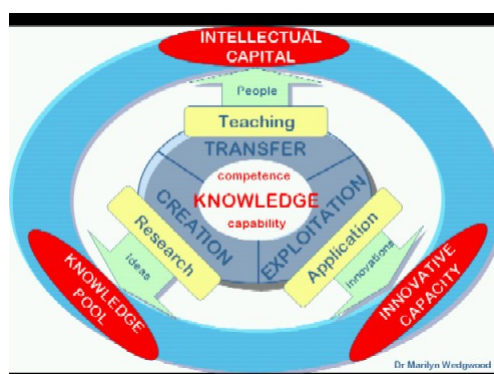 INTELLECTUAL
CAPITAL
People
Teaching
TRANSFER
competence
KNOWLEDGE
capability
CREATION
EXPLOITATION
Research
Application
Ideas
Innovations
KNOWLEDGE
POOL
INNOVATIVE
CAPACITY
Dr Marilyn Wedgwood